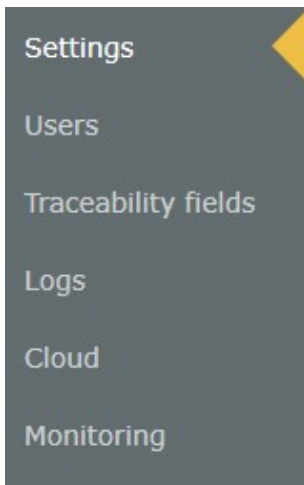 Settings
Users
Traceability fields
Logs
Cloud
Monitoring